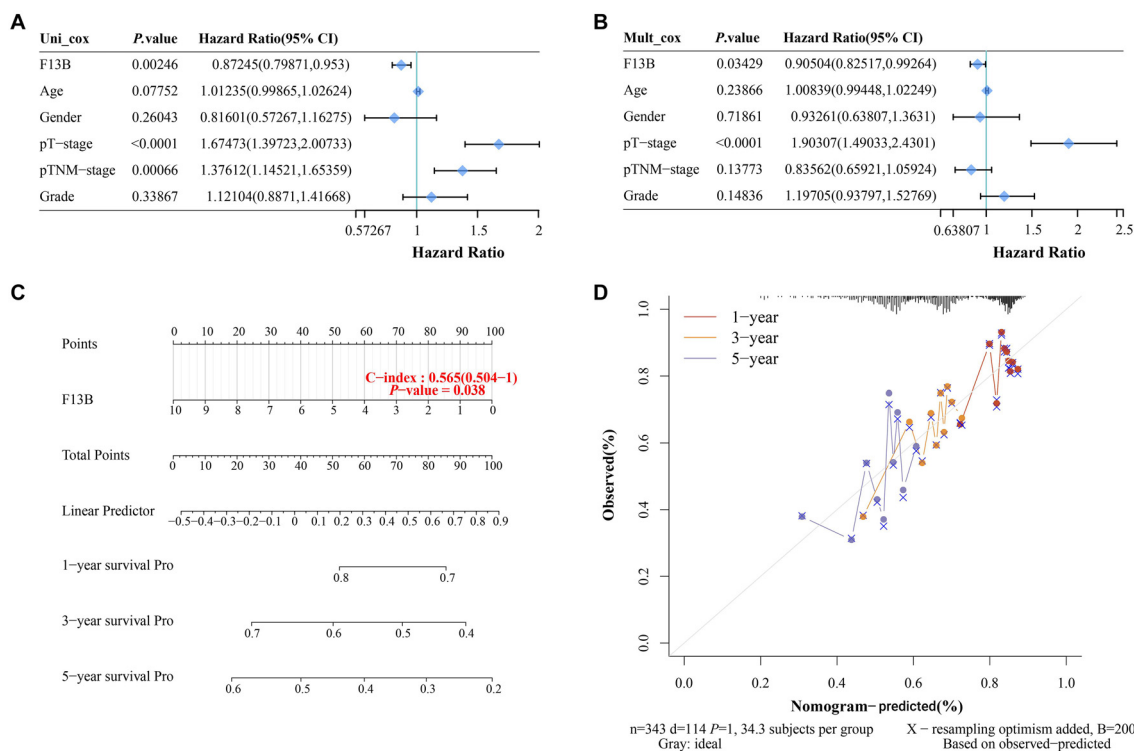 A
Uni_cox P.value Hazard Ratio(95% CI)
F13B 0.00246 0.87245(0.79871,0.953)
Age 0.07752 1.01235(0.99865,1.02624)
Gender 0.26043 0.81601(0.57267,1.16275)
pT−stage <0.0001 1.67473(1.39723,2.00733)
pTNM−stage 0.00066 1.37612(1.14521,1.65359)
Grade 0.33867 1.12104(0.8871,1.41668)
0.57267 1 1.5 2
Hazard Ratio
B
Mult_cox P.value Hazard Ratio(95% CI)
F13B 0.03429 0.90504(0.82517,0.99264)
Age 0.23866 1.00839(0.99448,1.02249)
Gender 0.71861 0.93261(0.63807,1.3631)
pT−stage <0.0001 1.90307(1.49033,2.4301)
pTNM−stage 0.13773 0.83562(0.65921,1.05924)
Grade 0.14836 1.19705(0.93797,1.52769)
0.63807 1 1.5 2 2.5
Hazard Ratio
C
0 10 20 30 40 50 60 70 80 90 100
Points
C−index : 0.565(0.504−1)
P−value = 0.038
F13B
10 9 8 7 6 5 4 3 2 1 0
Total Points
0 10 20 30 40 50 60 70 80 90 100
Linear Predictor
−0.5 −0.4 −0.3 −0.2 −0.1 0 0.1 0.2 0.3 0.4 0.5 0.6 0.7 0.8 0.9
1−year survival Pro
0.8 0.7
3−year survival Pro
0.7 0.6 0.5 0.4
5−year survival Pro
0.6 0.5 0.4 0.3 0.2
D
1−year
3−year
5−year
Observed(%)
1.0
0.8
0.6
0.4
0.2
0.0
0.0 0.2 0.4 0.6 0.8 1.0
Nomogram−predicted(%)
n=343 d=114 P=1, 34.3 subjects per group
Gray: ideal
X − resampling optimism added, B=200
Based on observed−predicted